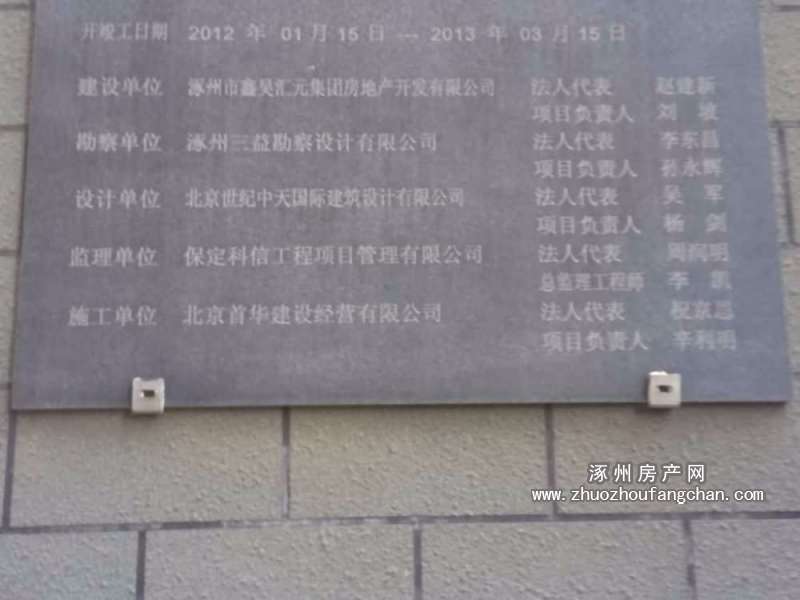 开竣工日期 2012 年 01 月 15 日 --- 2013 年 03 月 15 日
建设单位 涿州市鑫昊汇元集团房地产开发有限公司 法人代表 赵建新
项目负责人 刘 坡
勘察单位 涿州三益勘察设计有限公司 法人代表 李东昌
项目负责人 孙永辉
设计单位 北京世纪中天国际建筑设计有限公司 法人代表 吴 军
项目负责人 杨 剑
监理单位 保定科信工程项目管理有限公司 法人代表 周润明
总监理工程师 李 凯
施工单位 北京首华建设经营有限公司 法人代表
项目负责人 李利明
涿州房产网
www.zhuozhoufangchan.com